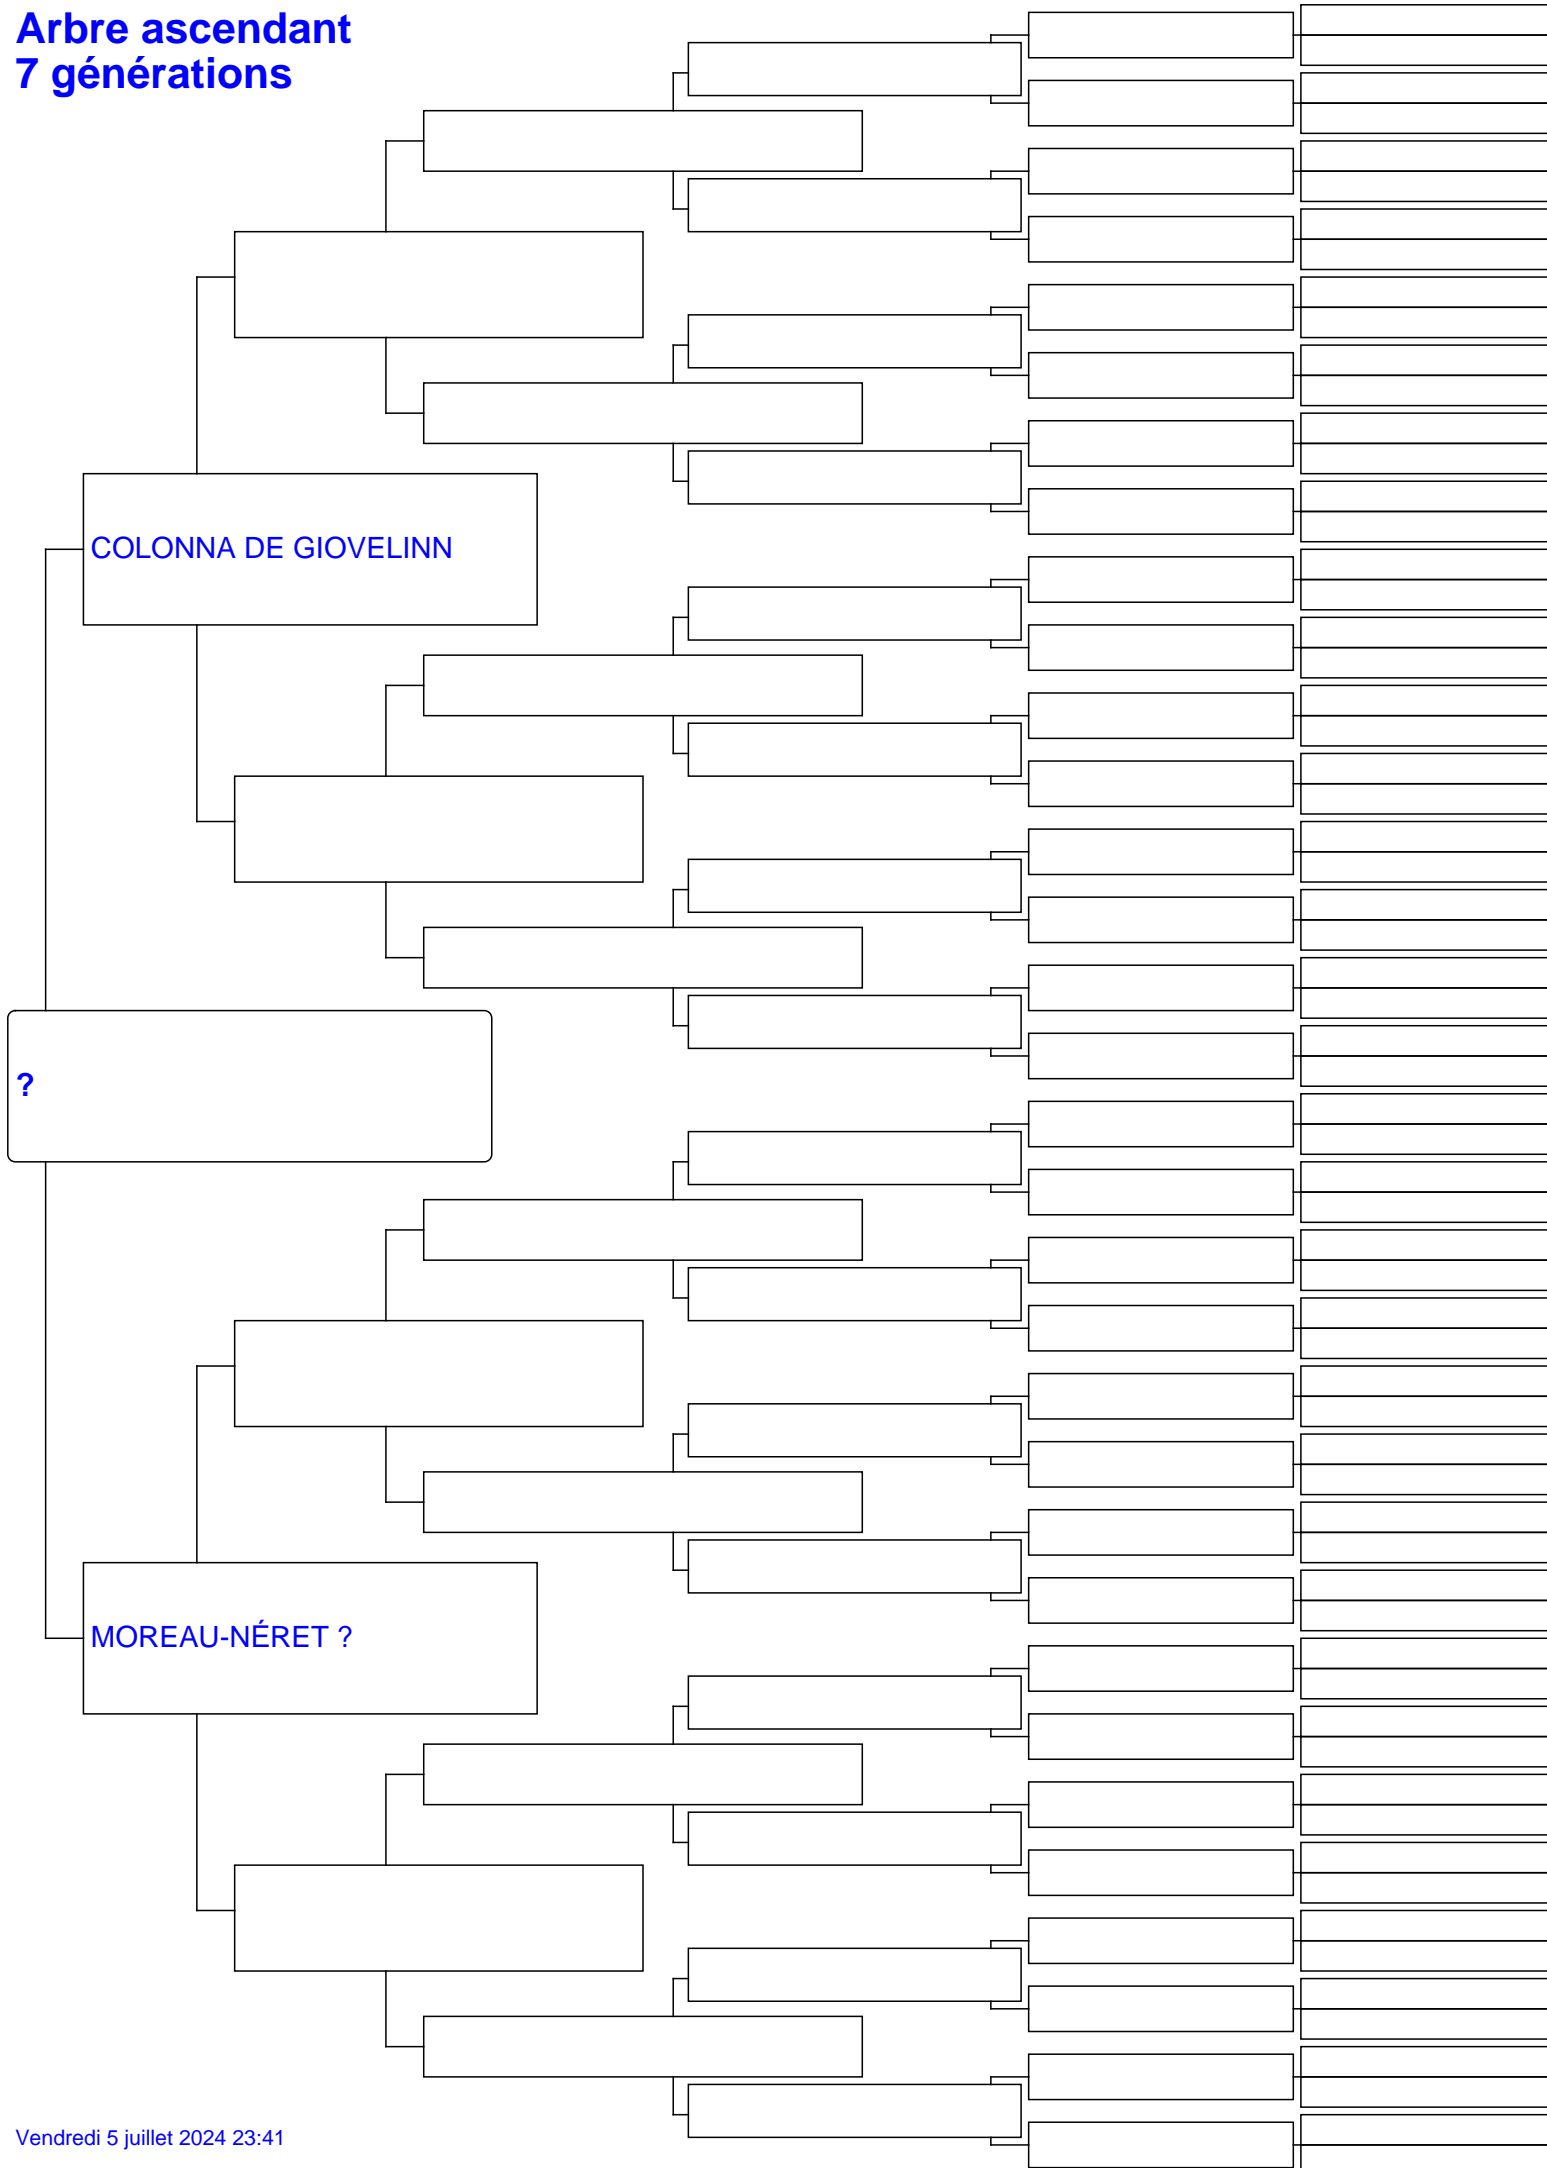 Arbre ascendant
7 générations
COLONNA DE GIOVELINN
?
MOREAU-NÉRET ?
Vendredi 5 juillet 2024 23:41